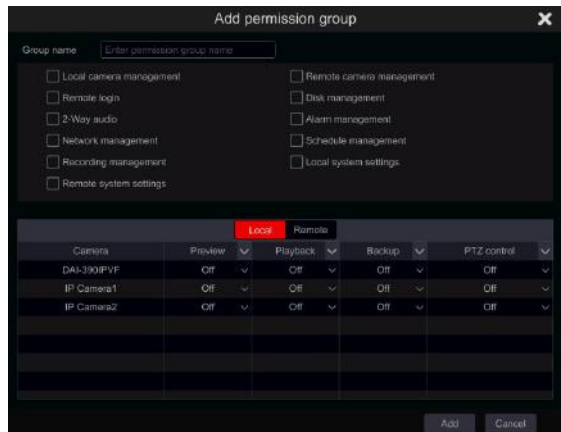 Add permission group
Group name Enter permission group name
Local camera management Remote camera management
Remote login Disk management
2-Way audio Alarm management
Network management Schedule management
Recording management Local system settings
Remote system settings
Local Remote
Camera Preview Playback Backup PTZ control
DAI-390IPVF Off Off Off Off
IP Camera1 Off Off Off Off
IP Camera2 Off Off Off Off
Add Cancel